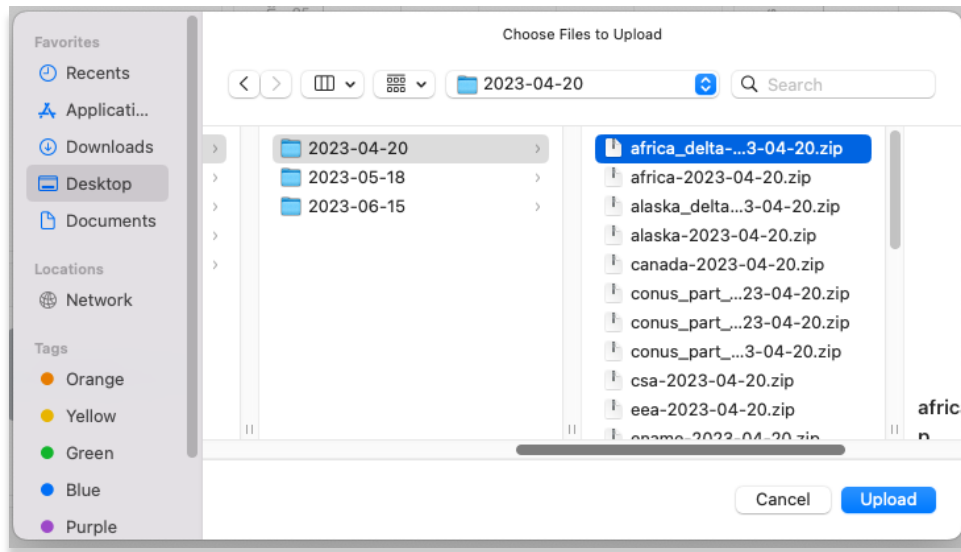 Choose Files to Upload
Favorites
Recents
Applicati...
Downloads
Desktop
Documents
Locations
Network
Tags
Orange
Yellow
Green
Blue
Purple
2023-04-20
Search
2023-04-20
2023-05-18
2023-06-15
africa_delta-...3-04-20.zip
africa-2023-04-20.zip
alaska_delta...3-04-20.zip
alaska-2023-04-20.zip
canada-2023-04-20.zip
conus_part_...23-04-20.zip
conus_part_...23-04-20.zip
conus_part_...3-04-20.zip
csa-2023-04-20.zip
eea-2023-04-20.zip
Cancel
Upload